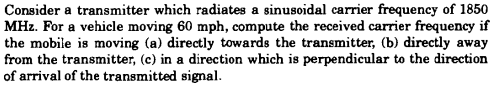 Consider a transmitter which radiates a sinusoidal carrier frequency of 1850
MHz. For a vehicle moving 60 mph, compute the received carrier frequency if
the mobile is moving (a) directly towards the transmitter, (b) directly away
from the transmitter, (c) in a direction which is perpendicular to the direction
of arrival of the transmitted signal.